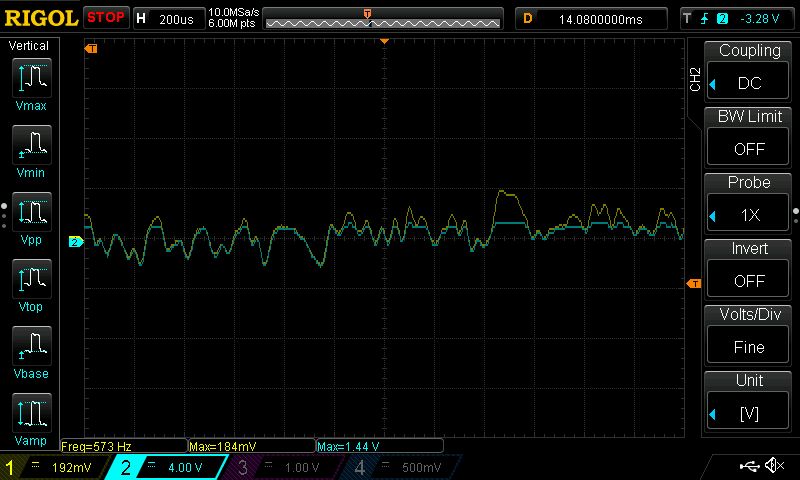 RIGOL STOP H 200us 10.0MSa/s 6.00M pts T D 14.0800000ms T 2 -3.28 V
Vertical
Vmax
Vmin
Vpp
Vtop
Vbase
Vamp
T
2
T
CH2
Coupling
DC
BW Limit
OFF
Probe
1X
Invert
OFF
Volts/Div
Fine
Unit
[V]
Freq=573 Hz Max=184mV Max=1.44 V
1 192mV 2 4.00 V 3 1.00 V 4 500mV